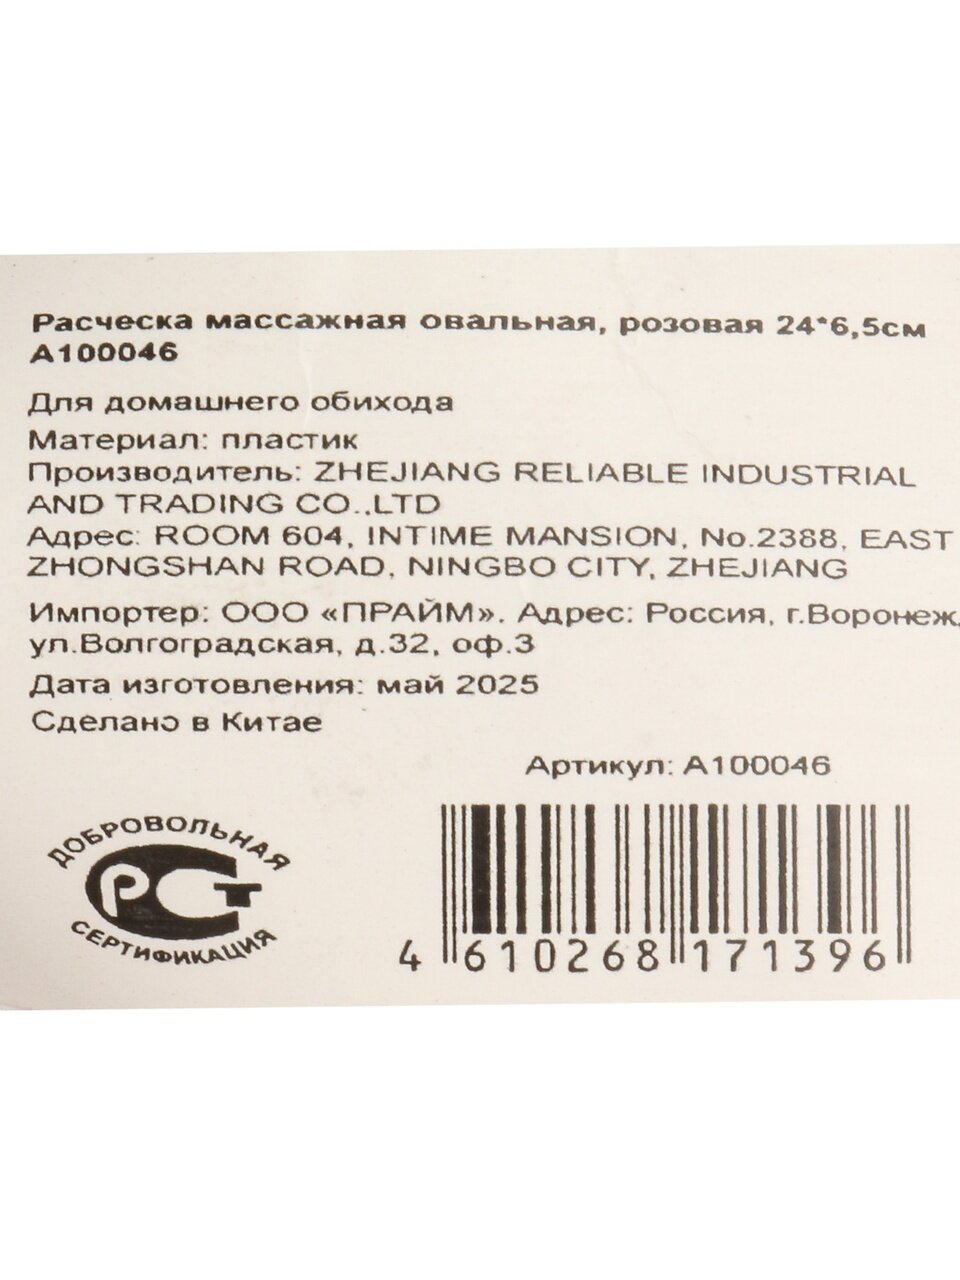 Расческа массажная овальная, розовая 24*6,5см
А100046
Для домашнего обихода
Материал: пластик
Производитель: ZHEJIANG RELIABLE INDUSTRIAL
AND TRADING CO.,LTD
Адрес: ROOM 604, INTIME MANSION, No.2388, EAST
ZHONGSHAN ROAD, NINGBO CITY, ZHEJIANG
Импортер: ООО «ПРАЙМ». Адрес: Россия, г.Воронеж,
ул.Волгоградская, д.32, оф.3
Дата изготовления: май 2025
Сделано в Китае
Артикул: А100046
ДОБРОВОЛЬНАЯ
РСТ
СЕРТИФИКАЦИЯ
4 610268 171396